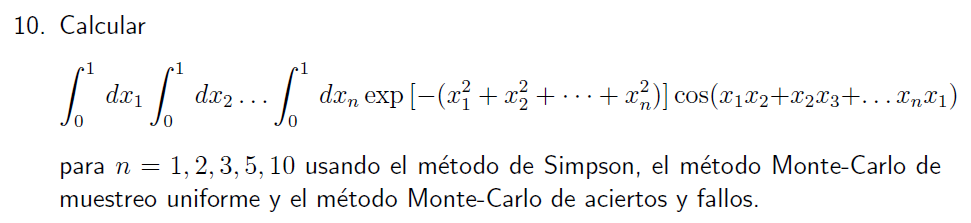 10. Calcular
∫₀¹ dx₁ ∫₀¹ dx₂ … ∫₀¹ dxₙ exp [−(x₁² + x₂² + ⋯ + xₙ²)] cos(x₁x₂+x₂x₃+…xₙx₁)
para n = 1, 2, 3, 5, 10 usando el método de Simpson, el método Monte-Carlo de
muestreo uniforme y el método Monte-Carlo de aciertos y fallos.